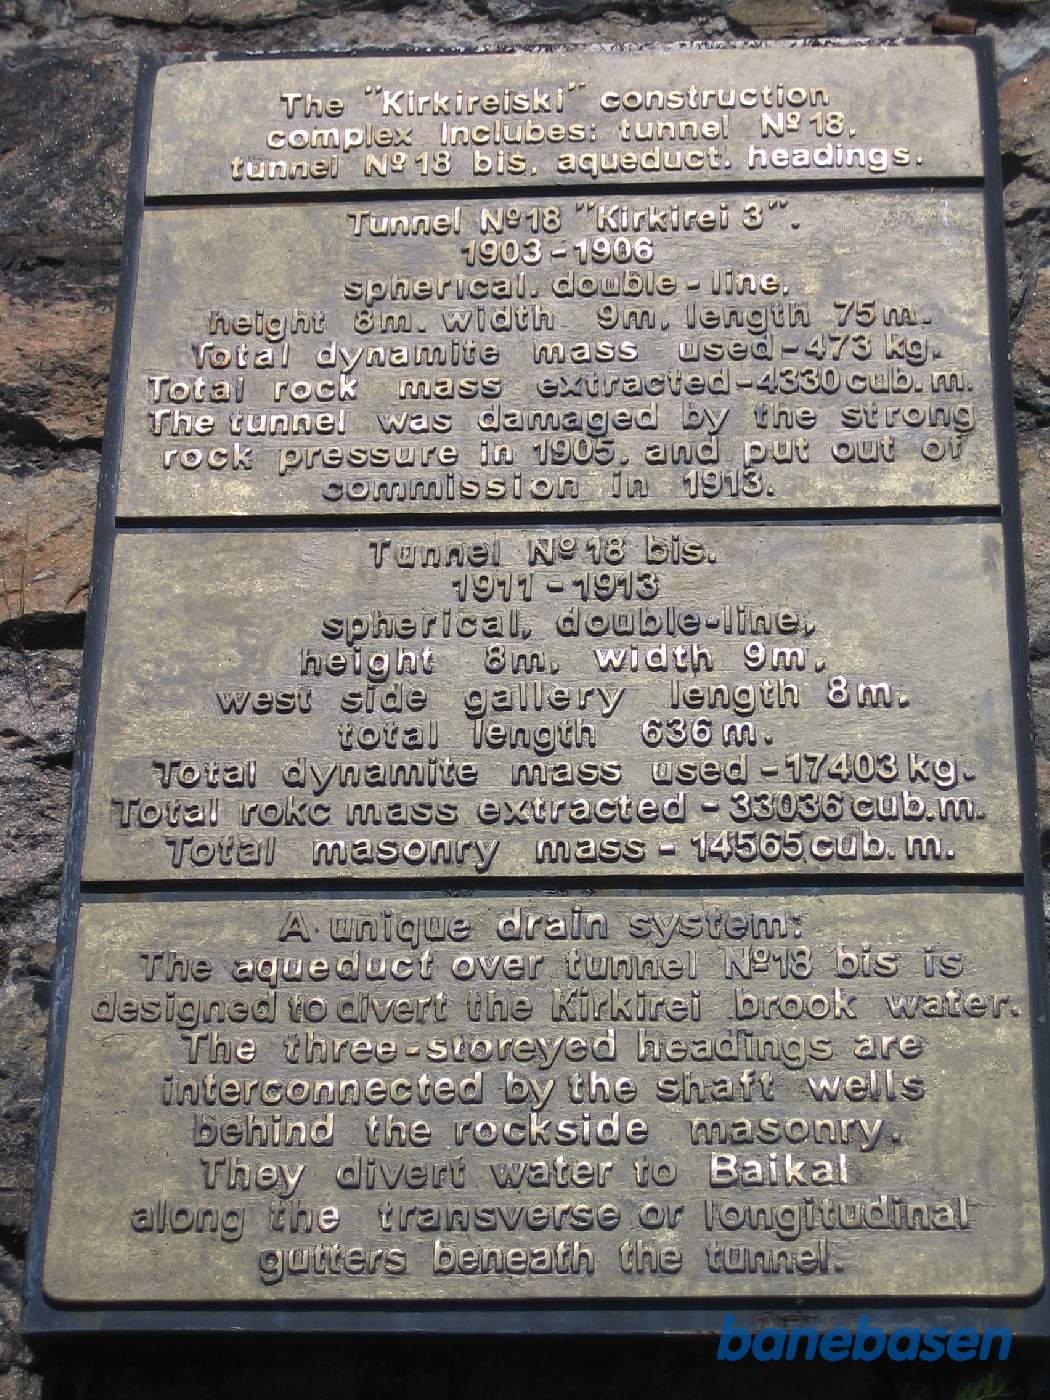 The "Kirkireiski" construction
complex Inclubes: tunnel №18.
tunnel №18 bis. aqueduct. headings.
Tunnel №18 "Kirkirei 3".
1903-1906
spherical. double-line.
height 8m. width 9m. length 75m.
Total dynamite mass used-473 kg.
Total rock mass extracted-4330 cub.m.
The tunnel was damaged by the strong
rock pressure in 1905. and put out of
commission in 1913.
Tunnel №18 bis.
1911-1913
spherical, double-line,
height 8m. width 9m.
west side gallery length 8m.
total length 636 m.
Total dynamite mass used-17403 kg.
Total rokc mass extracted-33036 cub.m.
Total masonry mass-14565 cub.m.
A unique drain system:
The aqueduct over tunnel №18 bis is
designed to divert the Kirkirei brook water.
The three-storeyed headings are
interconnected by the shaft wells
behind the rockside masonry.
They divert water to Baikal
along the transverse or longitudinal
gutters beneath the tunnel.
banebasen